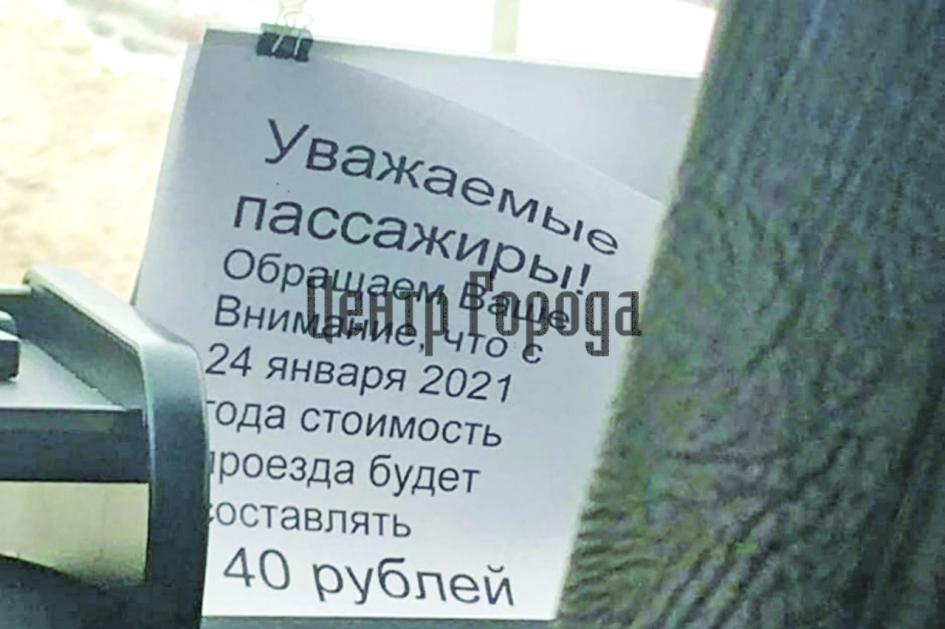 Уважаемые
пассажиры!
Обращаем Ваше
Внимание, что с
24 января 2021
года стоимость
проезда будет
составлять
40 рублей
Центр Города